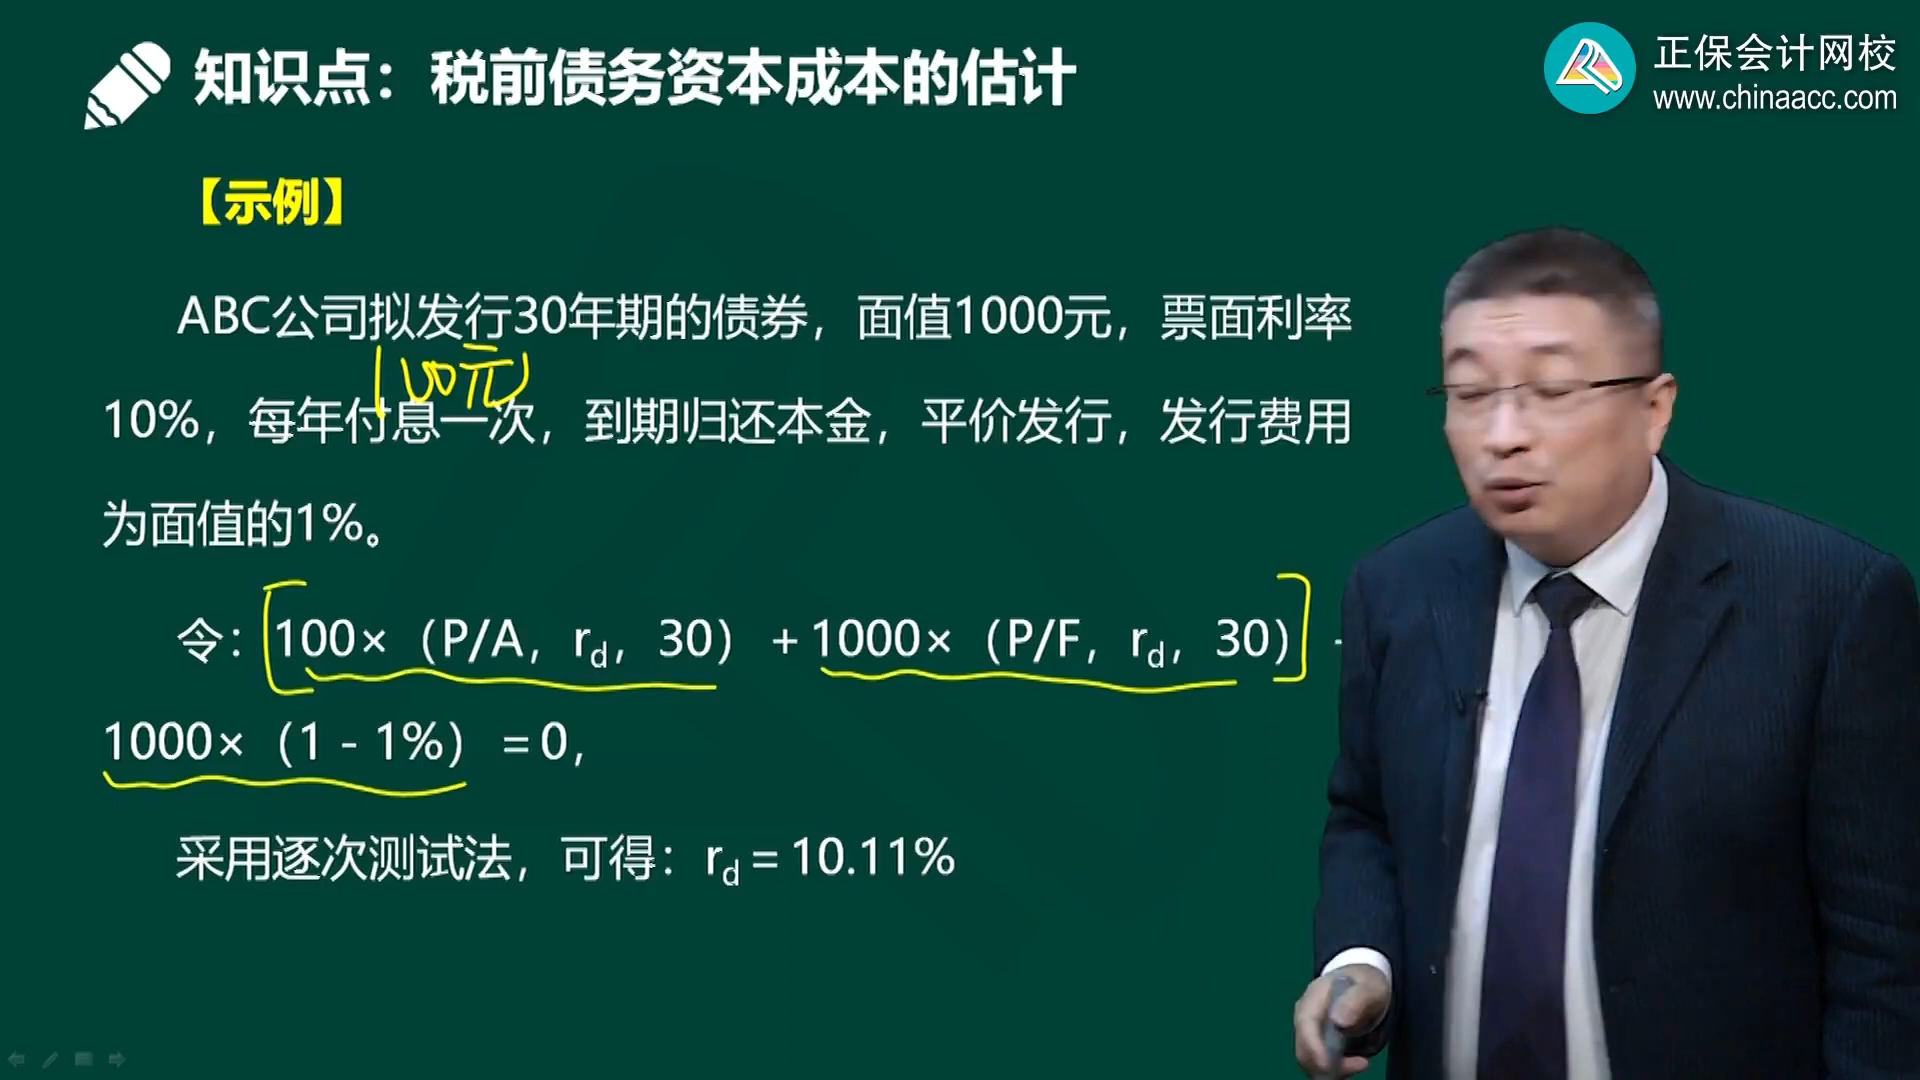 知识点：税前债务资本成本的估计
正保会计网校
www.chinaacc.com
【示例】
ABC公司拟发行30年期的债券，面值1000元，票面利率
(100元)
10%，每年付息一次，到期归还本金，平价发行，发行费用
为面值的1%。
令：[100×（P/A，rd，30）+1000×（P/F，rd，30）] -
1000×（1 - 1%）＝0，
采用逐次测试法，可得：rd＝10.11%